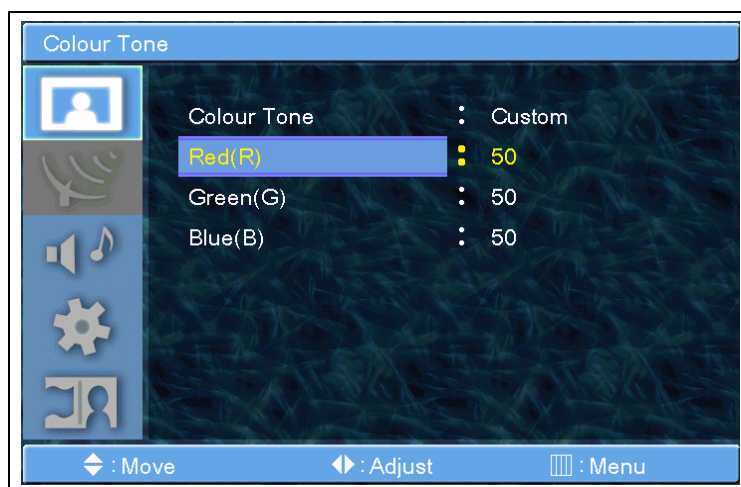 Colour Tone
Colour Tone : Custom
Red(R) : 50
Green(G) : 50
Blue(B) : 50
: Move : Adjust : Menu